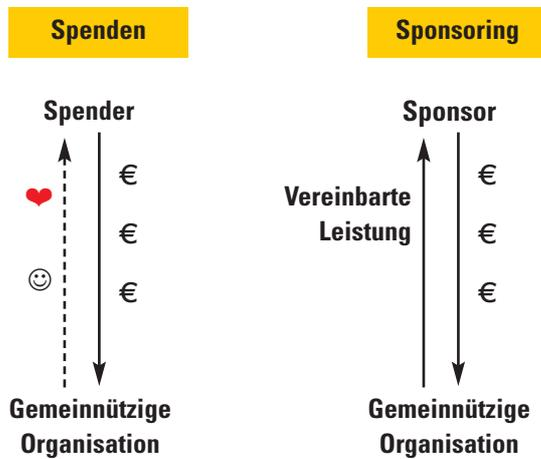 Spenden
Spender
€
€
€
Gemeinnützige
Organisation
Sponsoring
Sponsor
Vereinbarte
Leistung
€
€
€
Gemeinnützige
Organisation